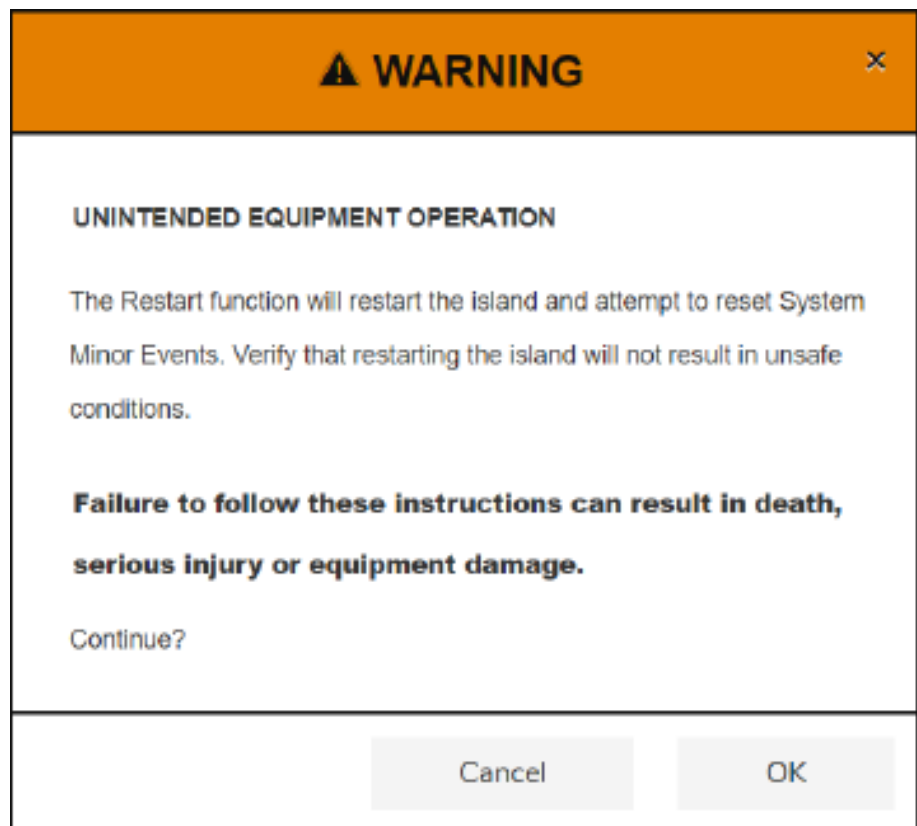 ⚠ WARNING ×
UNINTENDED EQUIPMENT OPERATION
The Restart function will restart the island and attempt to reset System
Minor Events. Verify that restarting the island will not result in unsafe
conditions.
Failure to follow these instructions can result in death,
serious injury or equipment damage.
Continue?
Cancel OK